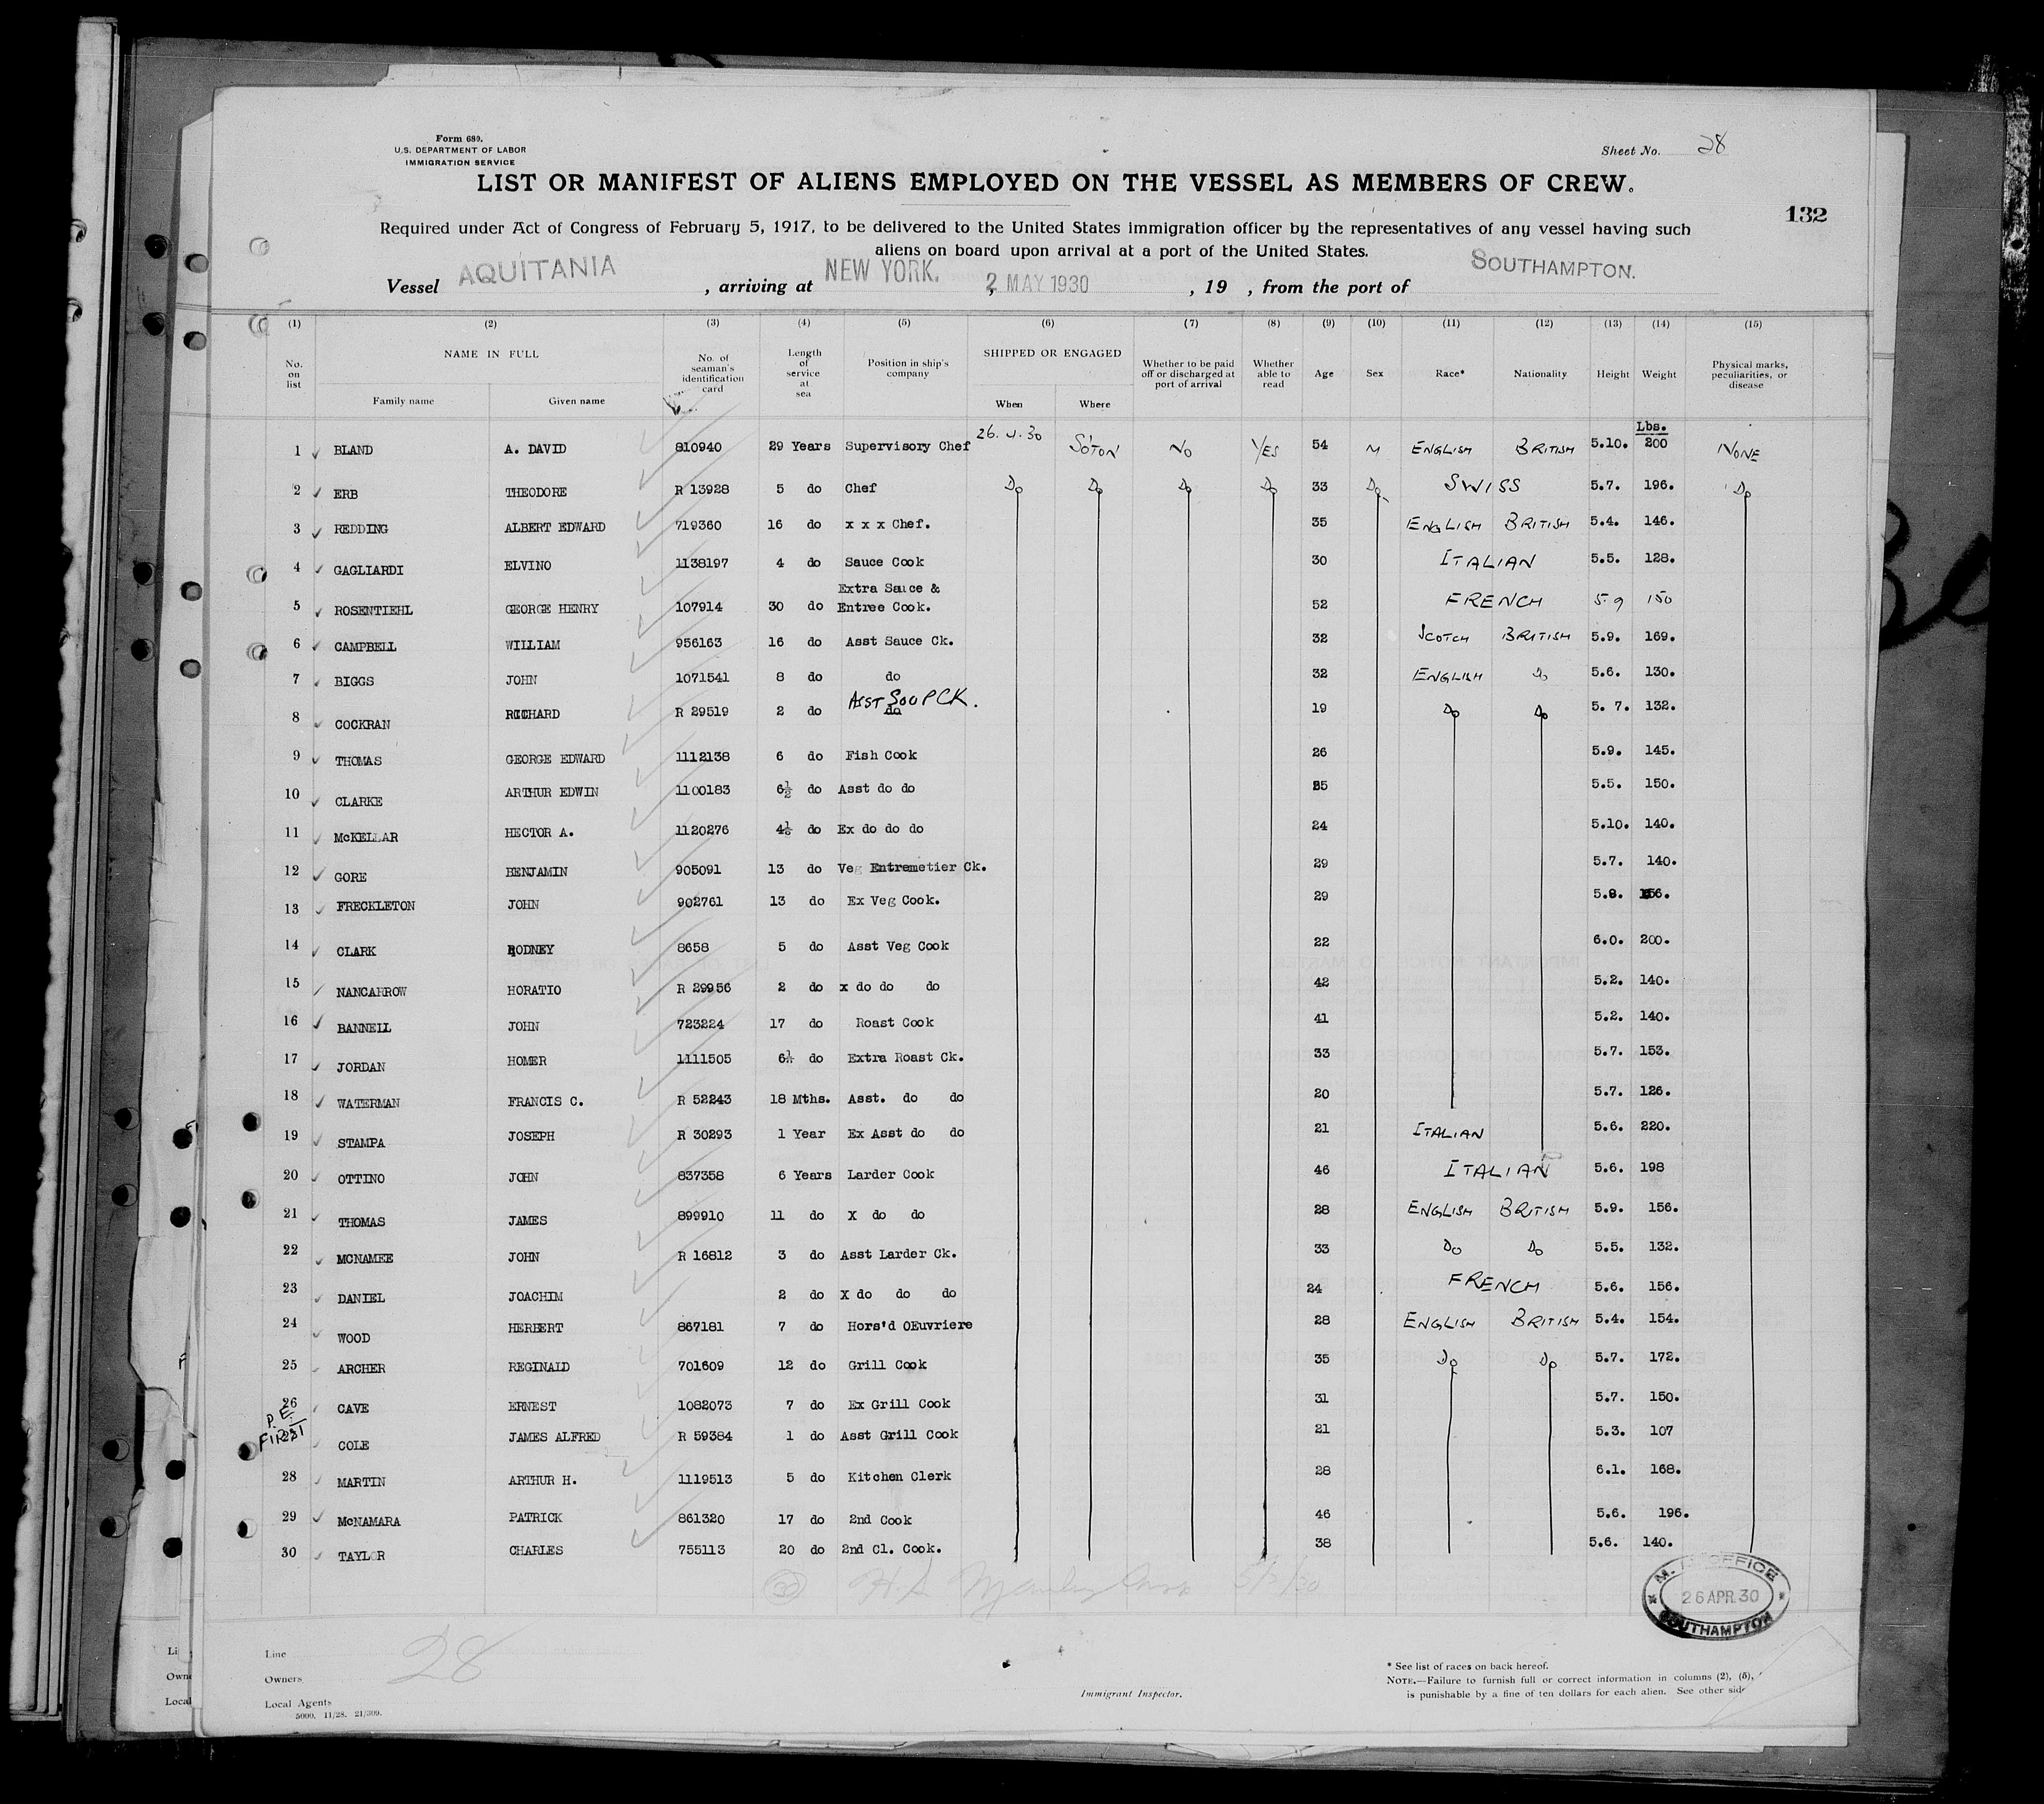 Form 689.
U.S. DEPARTMENT OF LABOR
IMMIGRATION SERVICE
Sheet No. 28
LIST OR MANIFEST OF ALIENS EMPLOYED ON THE VESSEL AS MEMBERS OF CREW.
132
Required under Act of Congress of February 5, 1917, to be delivered to the United States immigration officer by the representatives of any vessel having such
aliens on board upon arrival at a port of the United States.
Vessel AQUITANIA , arriving at NEW YORK. 2 MAY 1930 , 19 , from the port of SOUTHAMPTON.
(1) (2) (3) (4) (5) (6) (7) (8) (9) (10) (11) (12) (13) (14) (15)
No. on list NAME IN FULL Family name Given name No. of seaman's identification card Length of service at sea Position in ship's company SHIPPED OR ENGAGED When Where Whether to be paid off or discharged at port of arrival Whether able to read Age Sex Race* Nationality Height Weight Physical marks, peculiarities, or disease
Lbs.
1 BLAND A. DAVID 810940 29 Years Supervisory Chef 26.4.30 So'TON No YES 54 M ENGLISH BRITISH 5.10. 200 NONE
2 ERB THEODORE R 13928 5 do Chef Do Do Do Do 33 Do SWISS 5.7. 196. Do
3 REDDING ALBERT EDWARD 719360 16 do x x x Chef. 35 ENGLISH BRITISH 5.4. 146.
4 GAGLIARDI ELVINO 1138197 4 do Sauce Cook 30 ITALIAN 5.5. 128.
5 ROSENTIEHL GEORGE HENRY 107914 30 do Extra Sauce & Entree Cook. 52 FRENCH 5.9 150
6 CAMPBELL WILLIAM 956163 16 do Asst Sauce Ck. 32 SCOTCH BRITISH 5.9. 169.
7 BIGGS JOHN 1071541 8 do do 32 ENGLISH Do 5.6. 130.
8 COCKRAN RICHARD R 29519 2 do ASST SOUP CK. do 19 Do Do 5. 7. 132.
9 THOMAS GEORGE EDWARD 1112138 6 do Fish Cook 26 5.9. 145.
10 CLARKE ARTHUR EDWIN 1100183 6½ do Asst do do 25 5.5. 150.
11 McKELLAR HECTOR A. 1120276 do Ex do do do 24 5.10. 140.
12 GORE BENJAMIN 905091 13 do Veg Entremetier Ck. 29 5.7. 140.
13 FRECKLETON JOHN 902761 13 do Ex Veg Cook. 29 156.
14 CLARK RODNEY 8658 5 do Asst Veg Cook 22 6.0. 200.
15 NANCARROW HORATIO R 29956 2 do x do do do 42 5.2. 140.
16 BANNELL JOHN 723224 17 do Roast Cook 41 5.2. 140.
17 JORDAN HOMER 1111505 do Extra Roast Ck. 33 5.7. 153.
18 WATERMAN FRANCIS C. R 52243 18 Mths. Asst. do do 20 5.7. 126.
19 STAMPA JOSEPH R 30293 1 Year Ex Asst do do 21 ITALIAN 5.6. 220.
20 OTTINO JOHN 837358 6 Years Larder Cook 46 ITALIAN 5.6. 198
21 THOMAS JAMES 899910 11 do X do do 28 ENGLISH BRITISH 5.9. 156.
22 MCNAMEE JOHN R 16812 3 do Asst Larder Ck. 33 Do Do 5.5. 132.
23 DANIEL JOACHIM 2 do X do do do 24 FRENCH 5.6. 156.
24 WOOD HERBERT 867181 7 do Hors'd OEuvriere 28 ENGLISH BRITISH 5.4. 154.
25 ARCHER REGINALD 701609 12 do Grill Cook 35 Do Do 5.7. 172.
26 CAVE ERNEST 1082073 7 do Ex Grill Cook 31 5.7. 150.
P.E. FIRST 27 COLE JAMES ALFRED R 59384 1 do Asst Grill Cook 21 5.3. 107
28 MARTIN ARTHUR H. 1119513 5 do Kitchen Clerk 28 6.1. 168.
29 McNAMARA PATRICK 861320 17 do 2nd Cook 46 5.6. 196.
30 TAYLOR CHARLES 755113 20 do 2nd Cl. Cook. 38 5.6. 140.
30 5/2/30
OFFICE
26 APR. 30
SOUTHAMPTON
Line 28
Owners
Local Agents
5000. 11/28. 21/309.
Immigrant Inspector.
* See list of races on back hereof.
NOTE.—Failure to furnish full or correct information in columns (2), (5),
is punishable by a fine of ten dollars for each alien. See other side